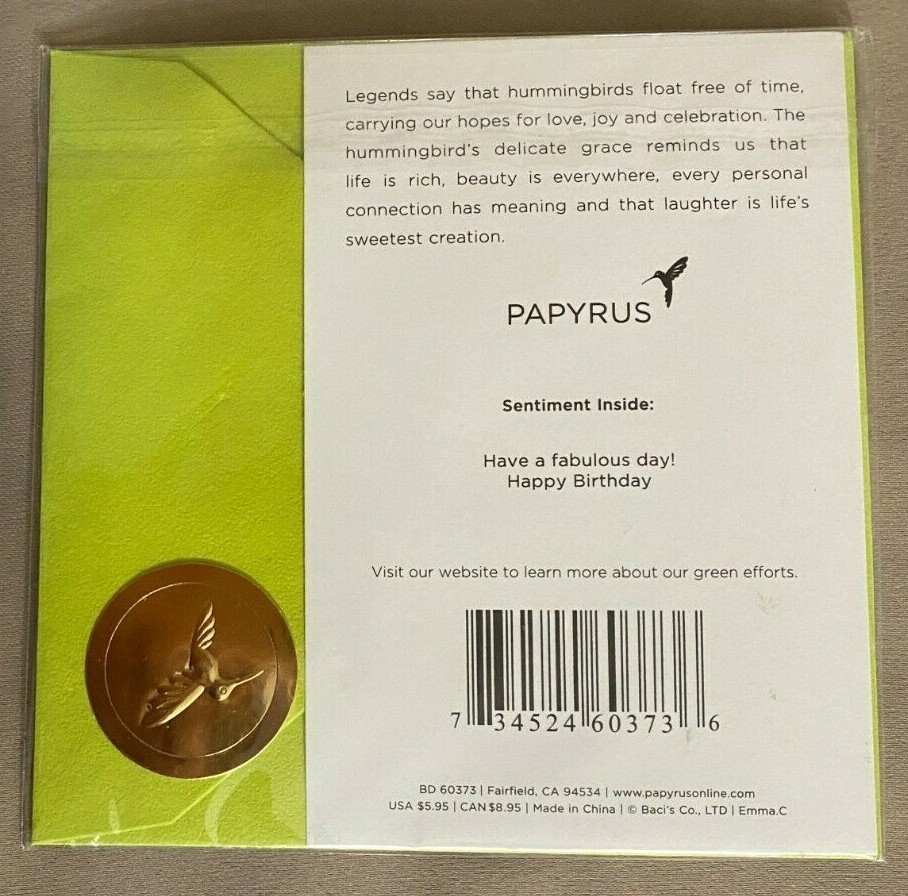 Legends say that hummingbirds float free of time,
carrying our hopes for love, joy and celebration. The
hummingbird's delicate grace reminds us that
life is rich, beauty is everywhere, every personal
connection has meaning and that laughter is life's
sweetest creation.
PAPYRUS
Sentiment Inside:
Have a fabulous day!
Happy Birthday
Visit our website to learn more about our green efforts.
7 34524 60373 6
BD 60373 | Fairfield, CA 94534 | www.papyrusonline.com
USA $5.95 | CAN $8.95 | Made in China | © Baci's Co., LTD | Emma.C